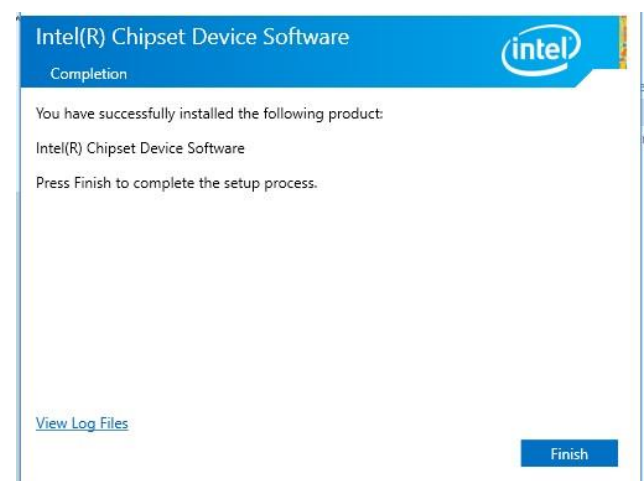 Intel(R) Chipset Device Software
intel
Completion
You have successfully installed the following product:
Intel(R) Chipset Device Software
Press Finish to complete the setup process.
View Log Files
Finish